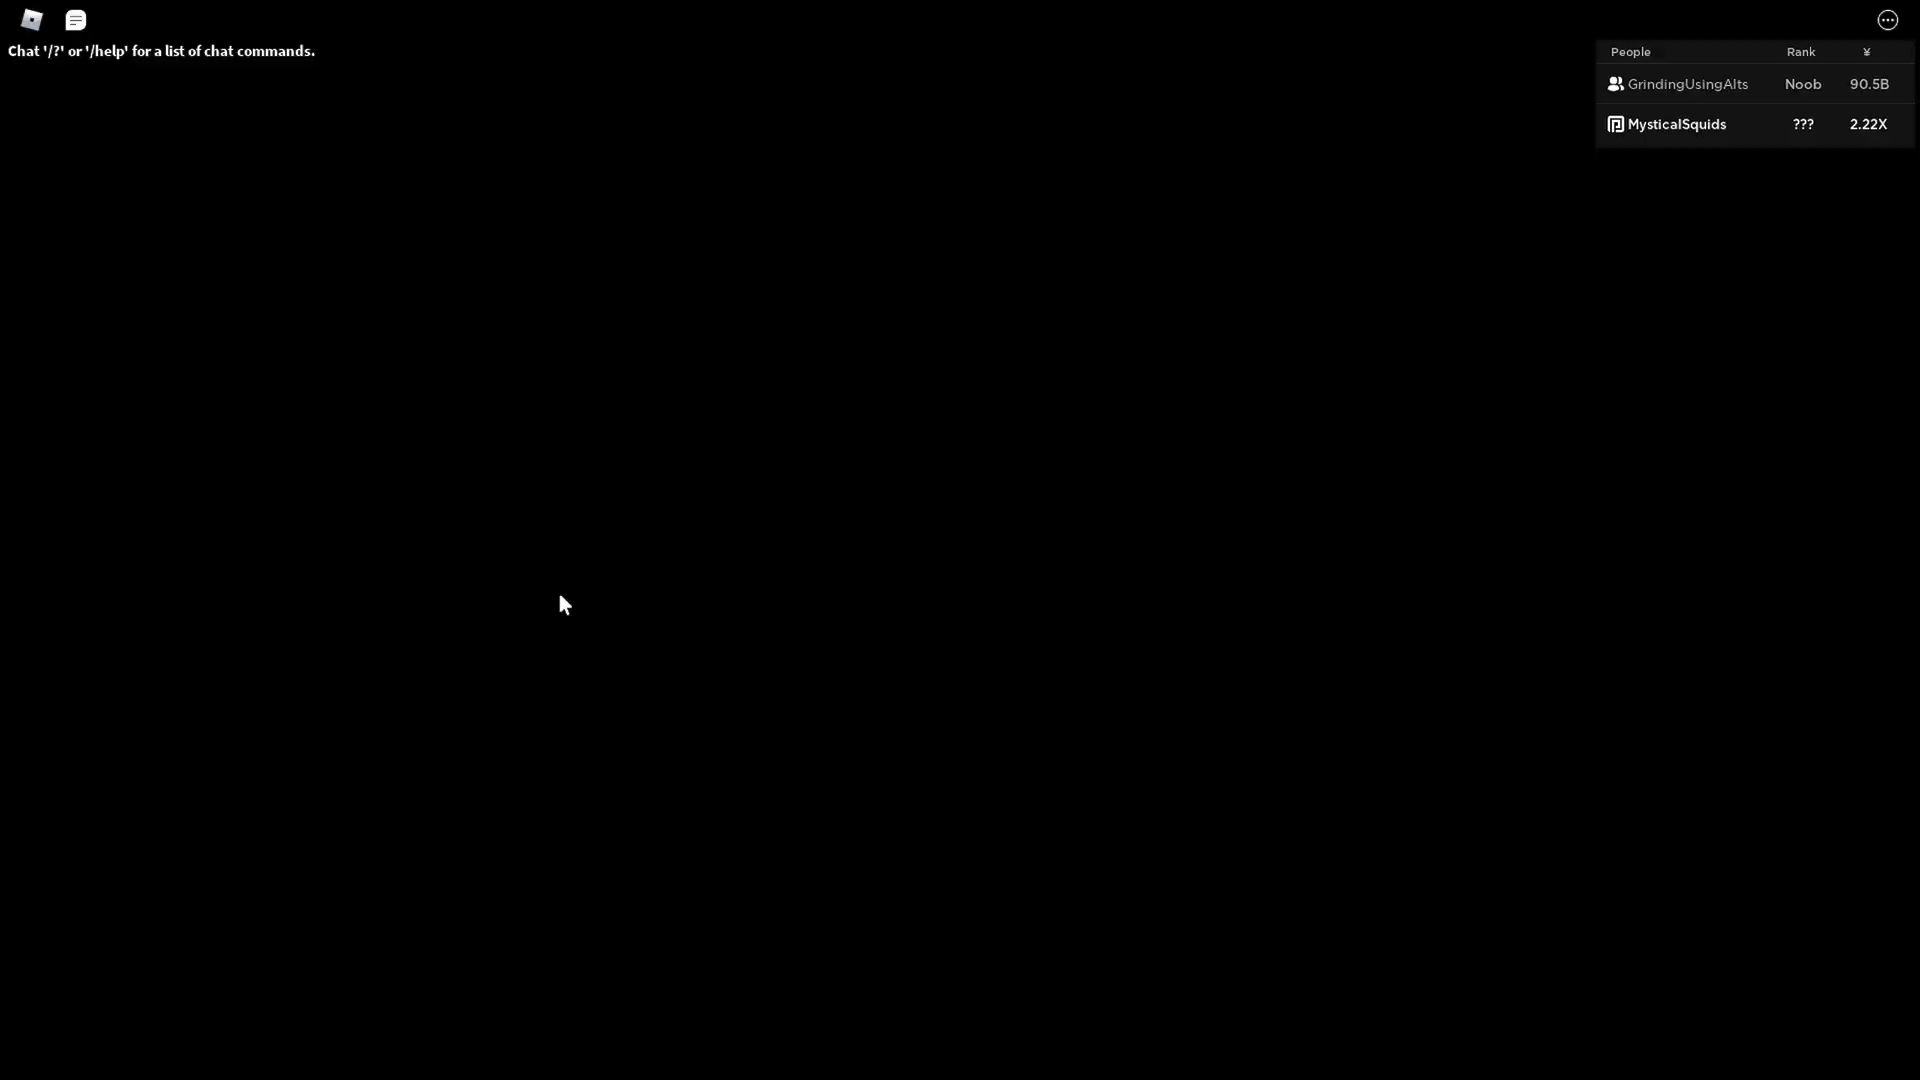 Chat '/?' or '/help' for a list of chat commands.
People Rank ¥
GrindingUsingAlts Noob 90.5B
MysticalSquids ??? 2.22X